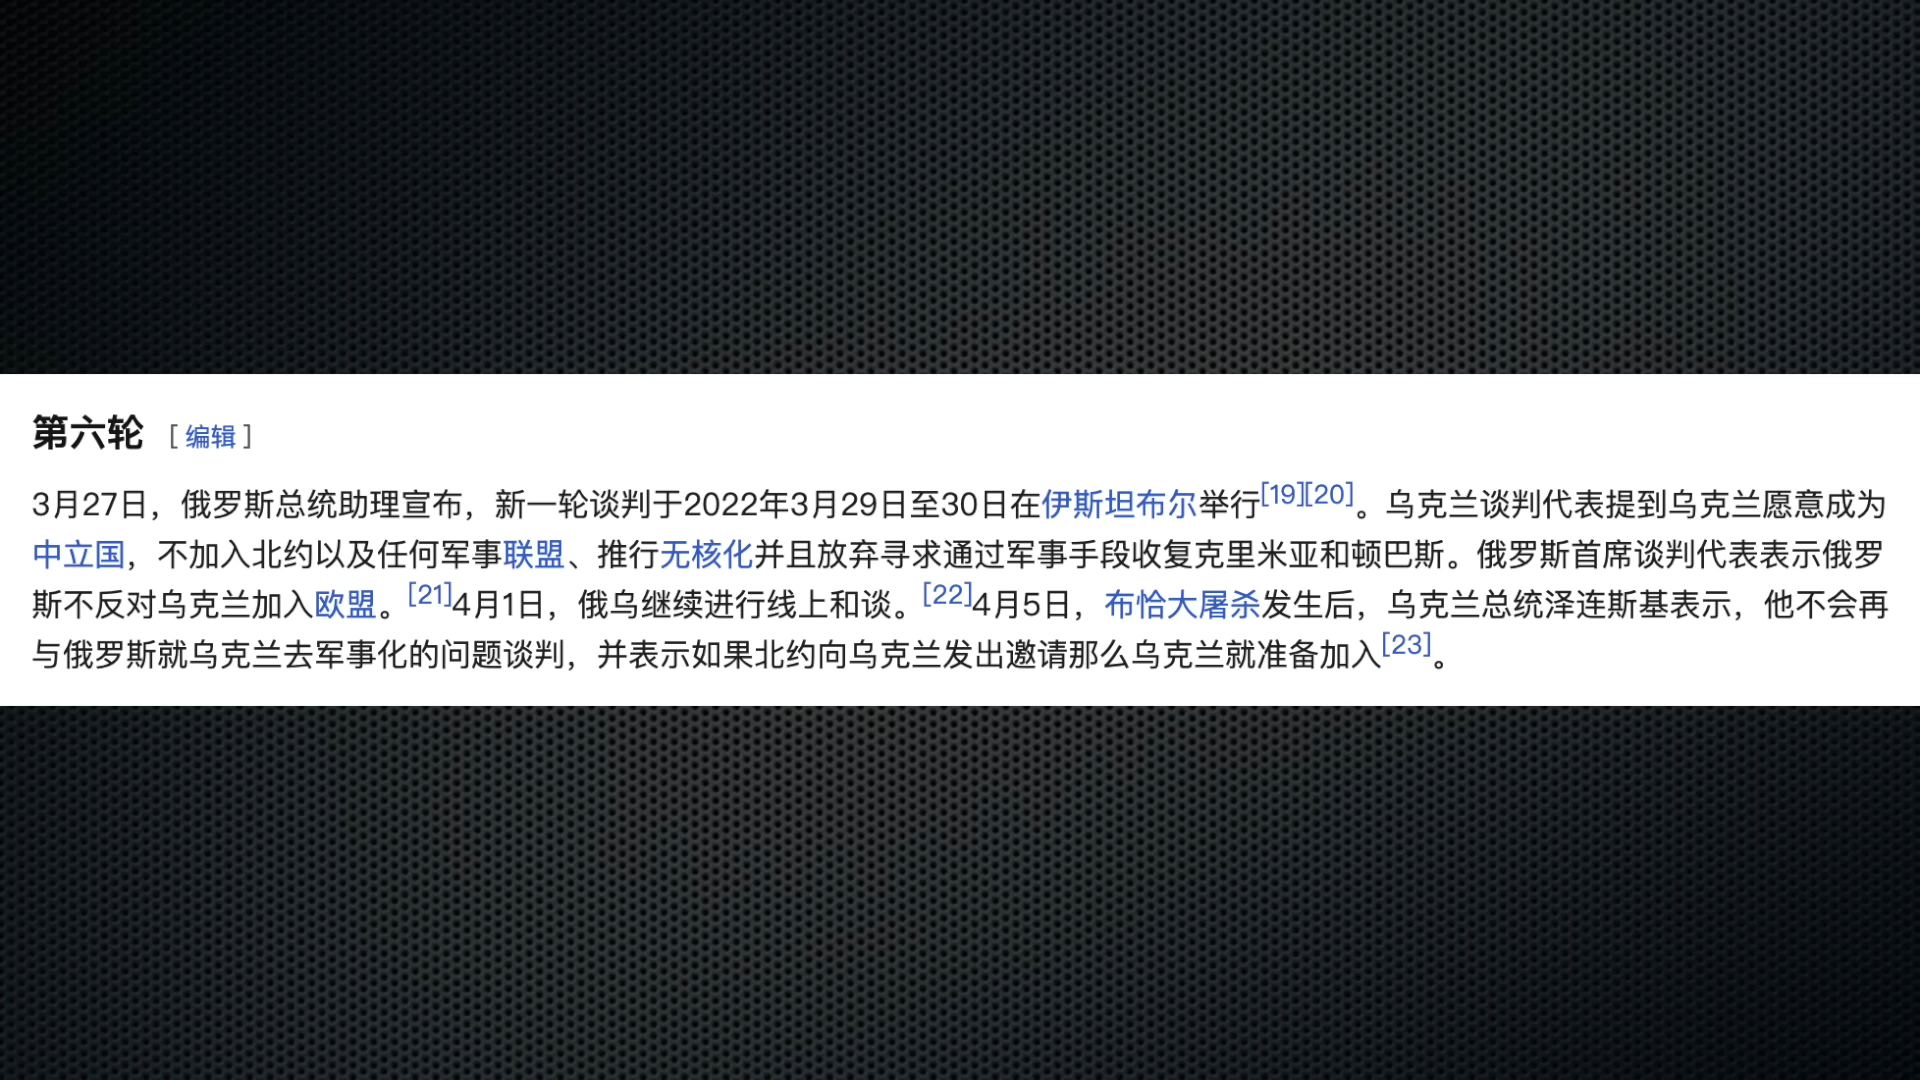 第六轮 [ 编辑 ]
3月27日，俄罗斯总统助理宣布，新一轮谈判于2022年3月29日至30日在伊斯坦布尔举行[19][20]。乌克兰谈判代表提到乌克兰愿意成为
中立国，不加入北约以及任何军事联盟、推行无核化并且放弃寻求通过军事手段收复克里米亚和顿巴斯。俄罗斯首席谈判代表表示俄罗
斯不反对乌克兰加入欧盟。[21]4月1日，俄乌继续进行线上和谈。[22]4月5日，布恰大屠杀发生后，乌克兰总统泽连斯基表示，他不会再
与俄罗斯就乌克兰去军事化的问题谈判，并表示如果北约向乌克兰发出邀请那么乌克兰就准备加入[23]。